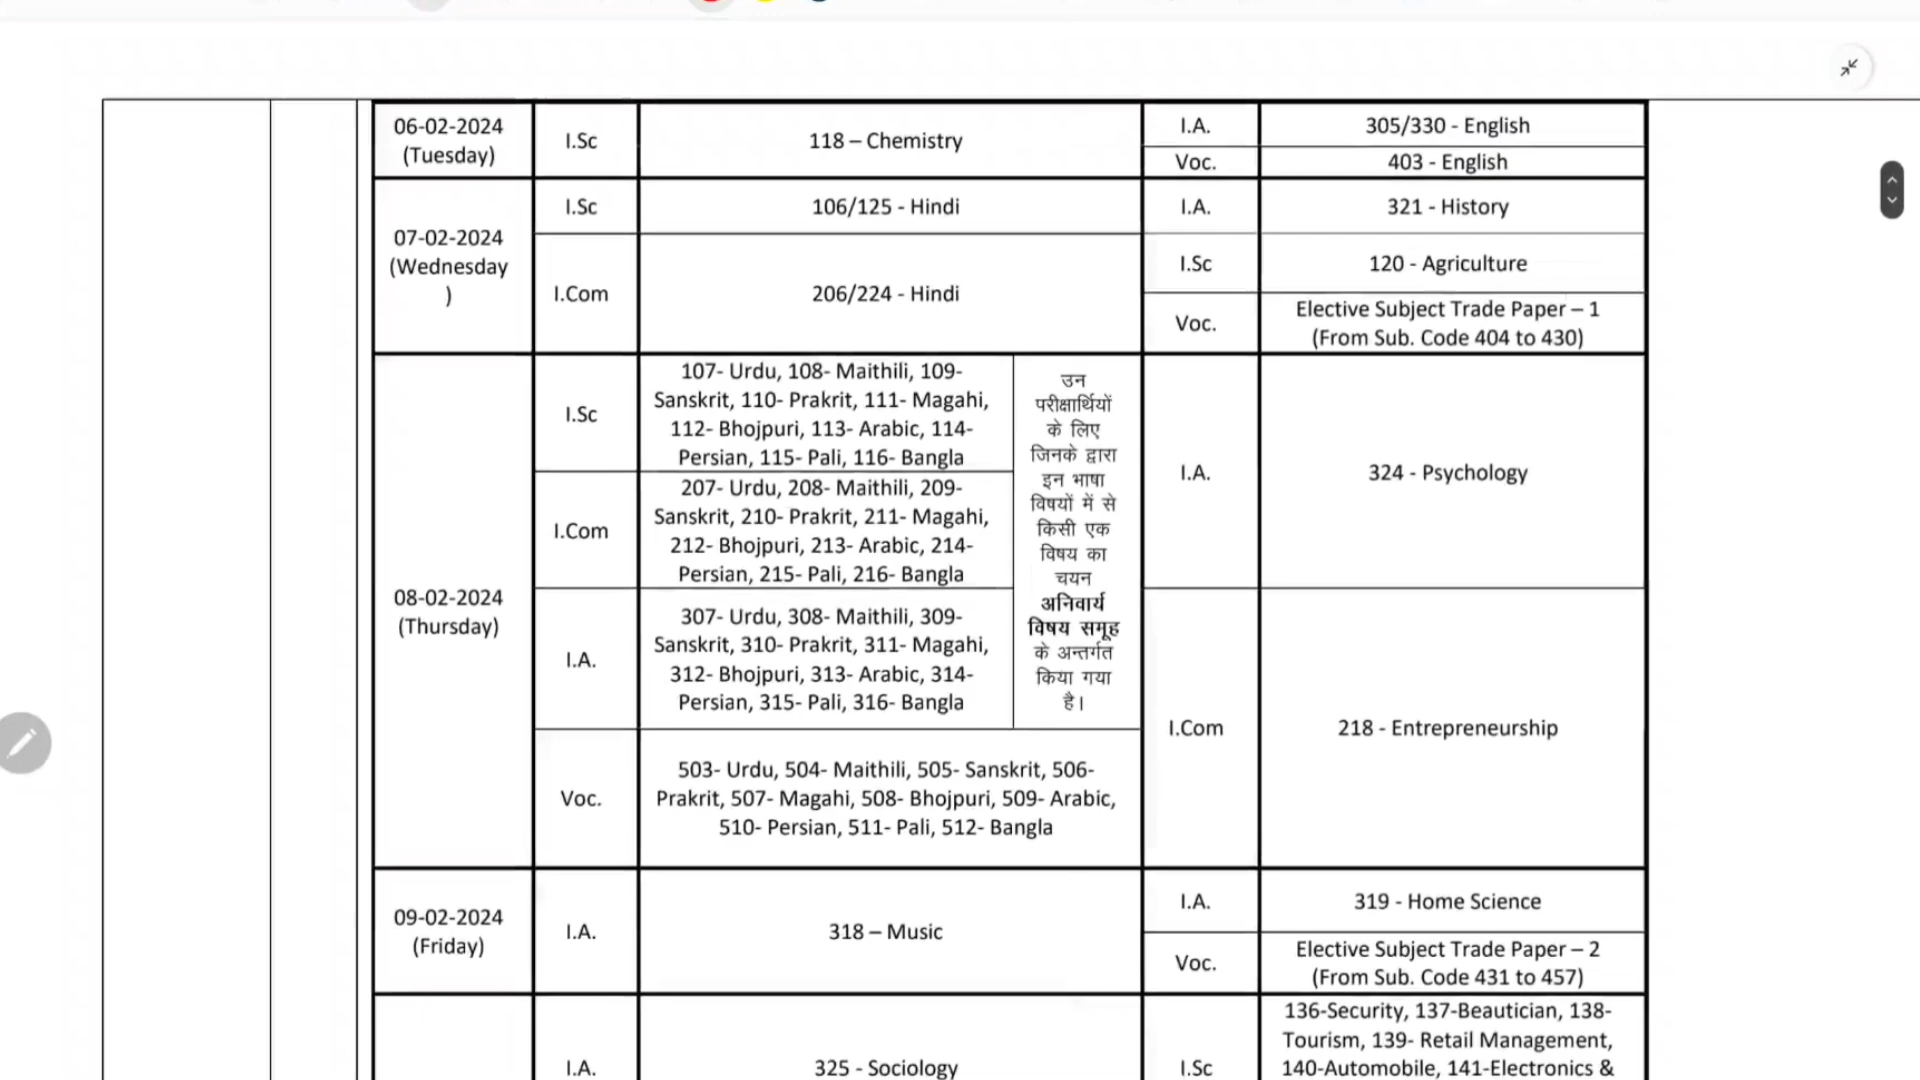 06-02-2024
(Tuesday)
I.Sc
118 – Chemistry
I.A.
305/330 - English
Voc.
403 - English
07-02-2024
(Wednesday
)
I.Sc
106/125 - Hindi
I.A.
321 - History
I.Com
206/224 - Hindi
I.Sc
120 - Agriculture
Voc.
Elective Subject Trade Paper – 1
(From Sub. Code 404 to 430)
08-02-2024
(Thursday)
I.Sc
107- Urdu, 108- Maithili, 109-
Sanskrit, 110- Prakrit, 111- Magahi,
112- Bhojpuri, 113- Arabic, 114-
Persian, 115- Pali, 116- Bangla
I.Com
207- Urdu, 208- Maithili, 209-
Sanskrit, 210- Prakrit, 211- Magahi,
212- Bhojpuri, 213- Arabic, 214-
Persian, 215- Pali, 216- Bangla
I.A.
307- Urdu, 308- Maithili, 309-
Sanskrit, 310- Prakrit, 311- Magahi,
312- Bhojpuri, 313- Arabic, 314-
Persian, 315- Pali, 316- Bangla
उन
परीक्षार्थियों
के लिए
जिनके द्वारा
इन भाषा
विषयों में से
किसी एक
विषय का
चयन
अनिवार्य
विषय समूह
के अन्तर्गत
किया गया
है।
Voc.
503- Urdu, 504- Maithili, 505- Sanskrit, 506-
Prakrit, 507- Magahi, 508- Bhojpuri, 509- Arabic,
510- Persian, 511- Pali, 512- Bangla
I.A.
324 - Psychology
I.Com
218 - Entrepreneurship
09-02-2024
(Friday)
I.A.
318 – Music
I.A.
319 - Home Science
Voc.
Elective Subject Trade Paper – 2
(From Sub. Code 431 to 457)
I.A.
325 - Sociology
I.Sc
136-Security, 137-Beautician, 138-
Tourism, 139- Retail Management,
140-Automobile, 141-Electronics &